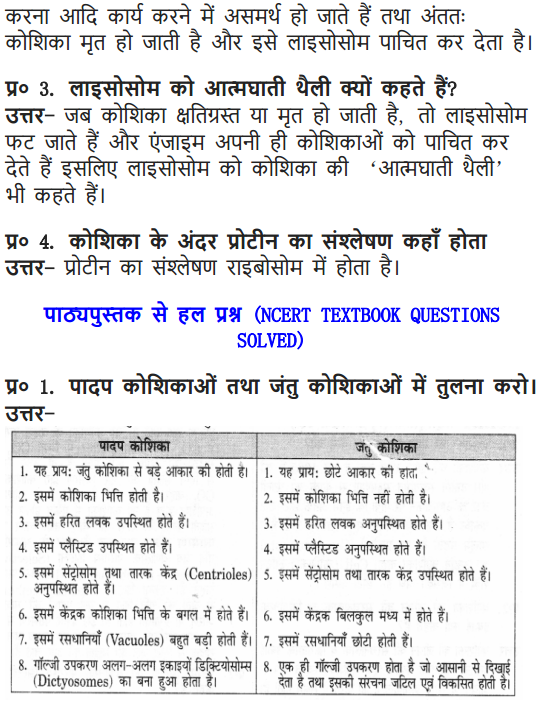 करना आदि कार्य करने में असमर्थ हो जाते हैं तथा अंततः
कोशिका मृत हो जाती है और इसे लाइसोसोम पाचित कर देता है।
प्र० 3. लाइसोसोम को आत्मघाती थैली क्यों कहते हैं?
उत्तर– जब कोशिका क्षतिग्रस्त या मृत हो जाती है, तो लाइसोसोम
फट जाते हैं और एंजाइम अपनी ही कोशिकाओं को पाचित कर
देते हैं इसलिए लाइसोसोम को कोशिका की ‘आत्मघाती थैली’
भी कहते हैं।
प्र० 4. कोशिका के अंदर प्रोटीन का संश्लेषण कहाँ होता
उत्तर– प्रोटीन का संश्लेषण राइबोसोम में होता है।
पाठ्यपुस्तक से हल प्रश्न (NCERT TEXTBOOK QUESTIONS
SOLVED)
प्र० 1. पादप कोशिकाओं तथा जंतु कोशिकाओं में तुलना करो।
उत्तर–
पादप कोशिका
जंतु कोशिका
1. यह प्राय: जंतु कोशिका से बड़े आकार की होती है।
1. यह प्राय: छोटे आकार की
2. इसमें कोशिका भित्ति होती है।
2. इसमें कोशिका भित्ति नहीं होती है।
3. इसमें हरित लवक उपस्थित होते हैं।
3. इसमें हरित लवक अनुपस्थित होते हैं।
4. इसमें प्लैस्टिड उपस्थित होते हैं।
4. इसमें प्लैस्टिड अनुपस्थित होते हैं।
5. इसमें सेंट्रोसोम तथा तारक केंद्र (Centrioles)
अनुपस्थित होते हैं।
5. इसमें सेंट्रोसोम तथा तारक केंद्र उपस्थित होते हैं।
6. इसमें केंद्रक कोशिका भित्ति के बगल में होते हैं।
6. इसमें केंद्रक बिलकुल मध्य में होते हैं।
7. इसमें रसधानियाँ (Vacuoles) बहुत बड़ी होती हैं।
7. इसमें रसधानियाँ छोटी होती हैं।
8. गॉल्जी उपकरण अलग-अलग इकाइयों डिक्टियोसोम्स
(Dictyosomes) का बना हुआ होता है।
8. एक ही गॉल्जी उपकरण होता है जो आसानी से दिखाई
देता है तथा इसकी संरचना जटिल एवं विकसित होती है।